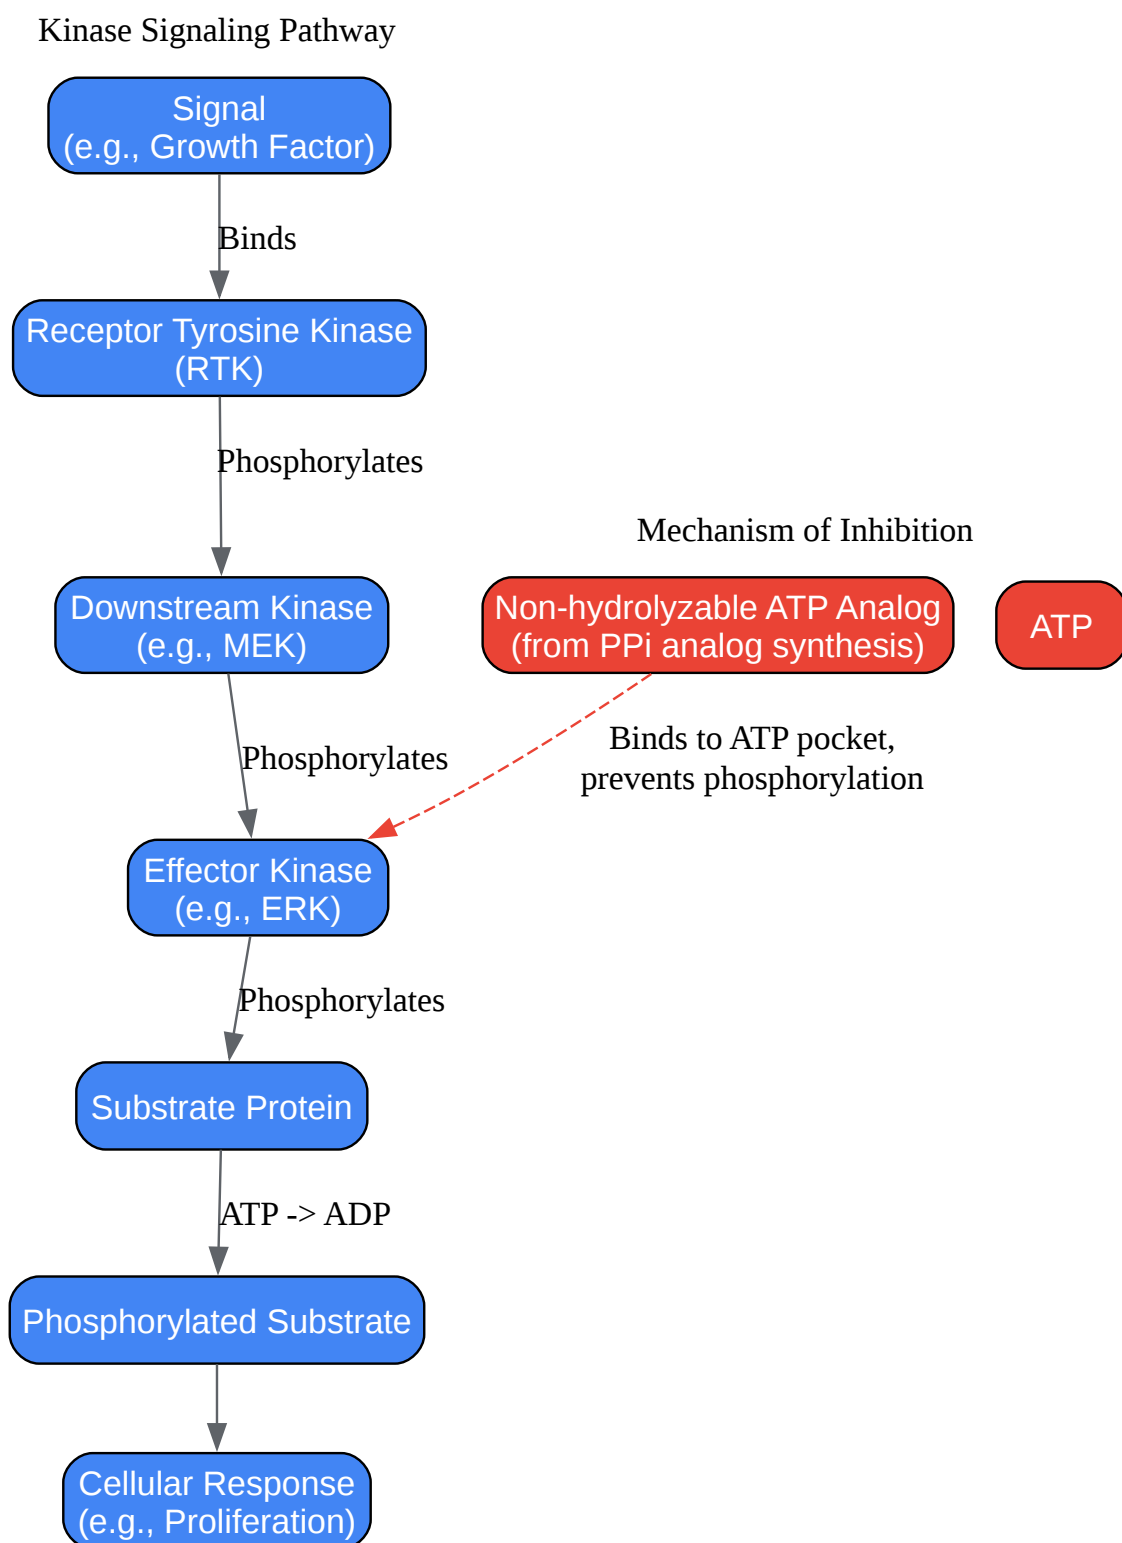 Kinase Signaling Pathway
Signal
(e.g., Growth Factor)
Binds
Receptor Tyrosine Kinase
(RTK)
Phosphorylates
Mechanism of Inhibition
Downstream Kinase
(e.g., MEK)
Non-hydrolyzable ATP Analog
(from PPi analog synthesis)
ATP
Phosphorylates
Binds to ATP pocket,
prevents phosphorylation
Effector Kinase
(e.g., ERK)
Phosphorylates
Substrate Protein
ATP -> ADP
Phosphorylated Substrate
Cellular Response
(e.g., Proliferation)